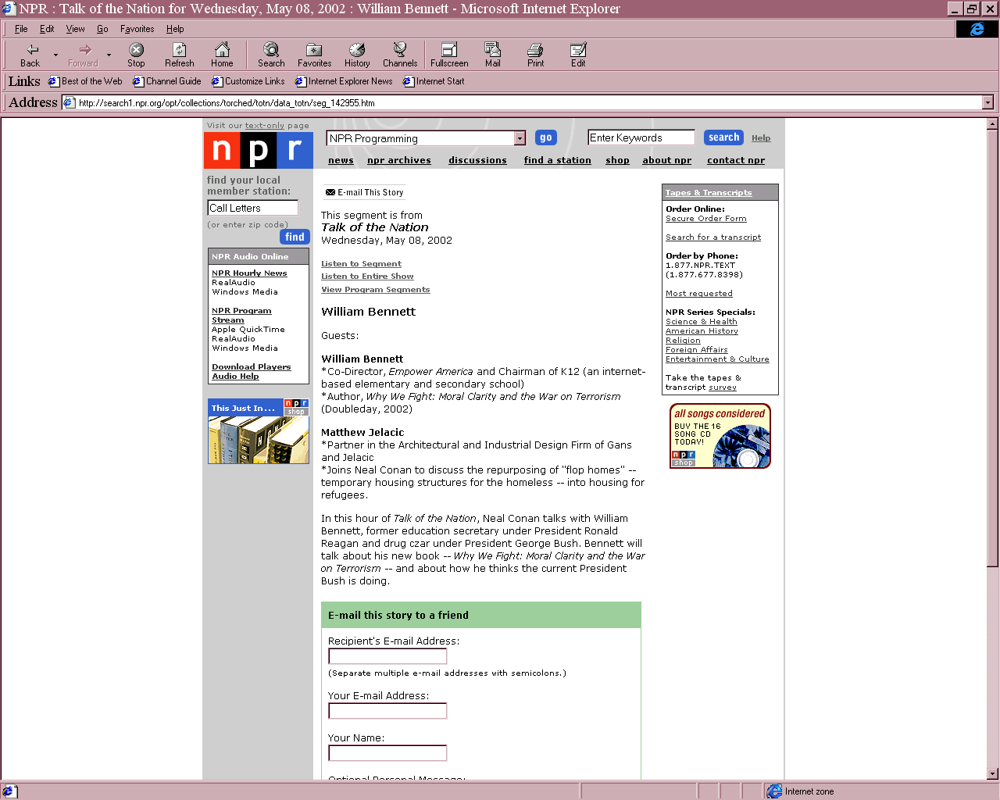 NPR : Talk of the Nation for Wednesday, May 08, 2002 : William Bennett - Microsoft Internet Explorer
File Edit View Go Favorites Help
Back Forward Stop Refresh Home Search Favorites History Channels Fullscreen Mail Print Edit
Links Best of the Web Channel Guide Customize Links Internet Explorer News Internet Start
Address http://search1.npr.org/opt/collections/torched/totn/data_totn/seg_142955.htm
Visit our text-only page
npr
NPR Programming go Enter Keywords search Help
news npr archives discussions find a station shop about npr contact npr
find your local
member station:
Call Letters
(or enter zip code)
find
NPR Audio Online
NPR Hourly News
RealAudio
Windows Media
NPR Program
Stream
Apple QuickTime
RealAudio
Windows Media
Download Players
Audio Help
This Just In...
npr
shop
E-mail This Story
This segment is from
Talk of the Nation
Wednesday, May 08, 2002
Listen to Segment
Listen to Entire Show
View Program Segments
William Bennett
Guests:
William Bennett
*Co-Director, Empower America and Chairman of K12 (an internet-
based elementary and secondary school)
*Author, Why We Fight: Moral Clarity and the War on Terrorism
(Doubleday, 2002)
Matthew Jelacic
*Partner in the Architectural and Industrial Design Firm of Gans
and Jelacic
*Joins Neal Conan to discuss the repurposing of "flop homes" --
temporary housing structures for the homeless -- into housing for
refugees.
In this hour of Talk of the Nation, Neal Conan talks with William
Bennett, former education secretary under President Ronald
Reagan and drug czar under President George Bush. Bennett will
talk about his new book -- Why We Fight: Moral Clarity and the War
on Terrorism -- and about how he thinks the current President
Bush is doing.
E-mail this story to a friend
Recipient's E-mail Address:
(Separate multiple e-mail addresses with semicolons.)
Your E-mail Address:
Your Name:
Optional Personal Message:
Tapes & Transcripts
Order Online:
Secure Order Form
Search for a transcript
Order by Phone:
1.877.NPR.TEXT
(1.877.677.8398)
Most requested
NPR Series Specials:
Science & Health
American History
Religion
Foreign Affairs
Entertainment & Culture
Take the tapes &
transcript survey
all songs considered
BUY THE 16
SONG CD
TODAY!
npr
shop
Internet zone